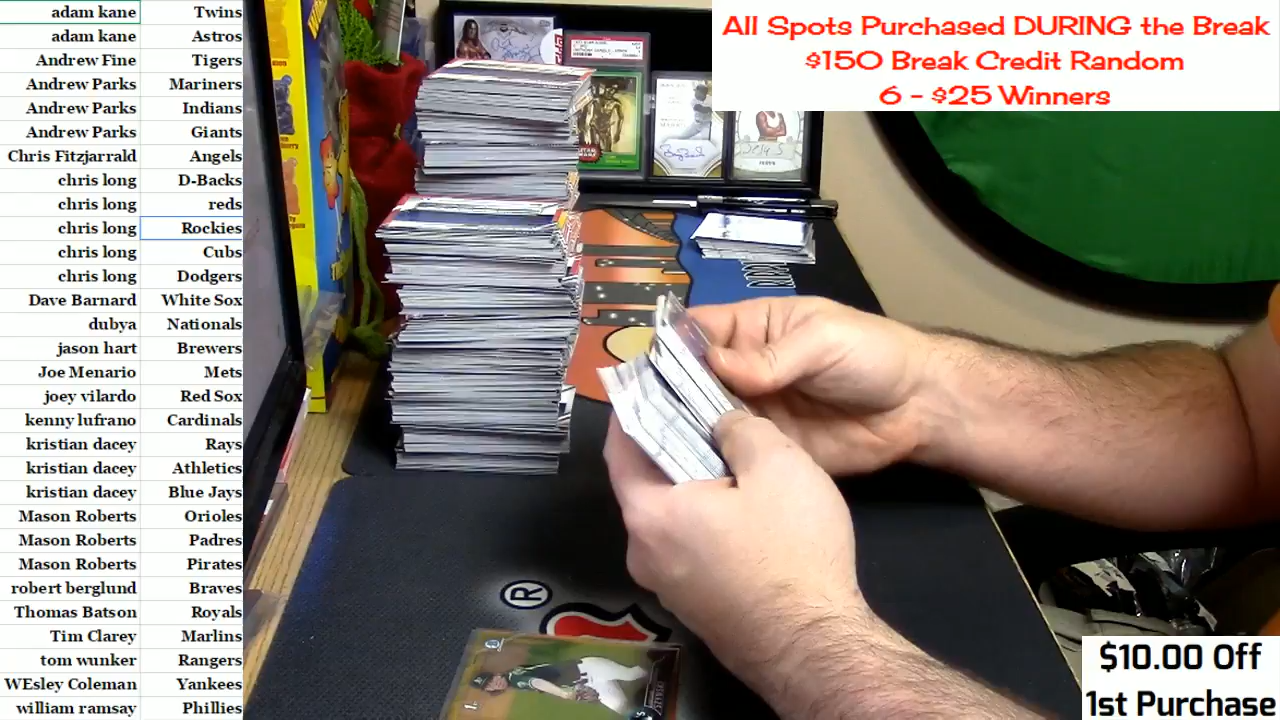 adam kane Twins
adam kane Astros
Andrew Fine Tigers
Andrew Parks Mariners
Andrew Parks Indians
Andrew Parks Giants
Chris Fitzjarrald Angels
chris long D-Backs
chris long reds
chris long Rockies
chris long Cubs
chris long Dodgers
Dave Barnard White Sox
dubya Nationals
jason hart Brewers
Joe Menario Mets
joey vilardo Red Sox
kenny lufrano Cardinals
kristian dacey Rays
kristian dacey Athletics
kristian dacey Blue Jays
Mason Roberts Orioles
Mason Roberts Padres
Mason Roberts Pirates
robert berglund Braves
Thomas Batson Royals
Tim Clarey Marlins
tom wunker Rangers
WEsley Coleman Yankees
william ramsay Phillies
All Spots Purchased DURING the Break
$150 Break Credit Random
6 - $25 Winners
®
$10.00 Off
1st Purchase